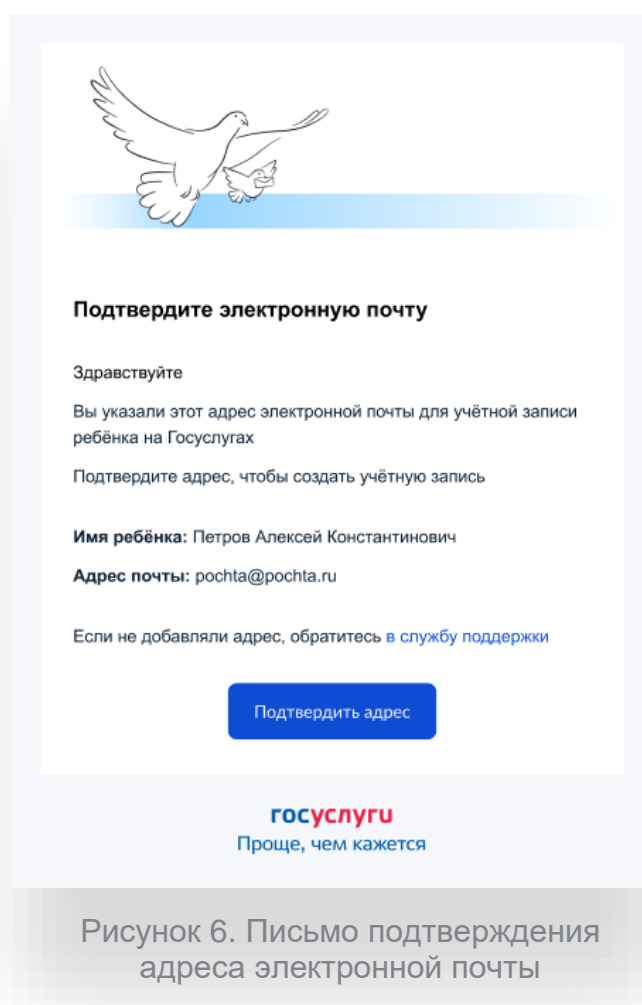 Подтвердите электронную почту
Здравствуйте
Вы указали этот адрес электронной почты для учётной записи
ребёнка на Госуслугах
Подтвердите адрес, чтобы создать учётную запись
Имя ребёнка: Петров Алексей Константинович
Адрес почты: pochta@pochta.ru
Если не добавляли адрес, обратитесь в службу поддержки
Подтвердить адрес
госуслуги
Проще, чем кажется
Рисунок 6. Письмо подтверждения
адреса электронной почты